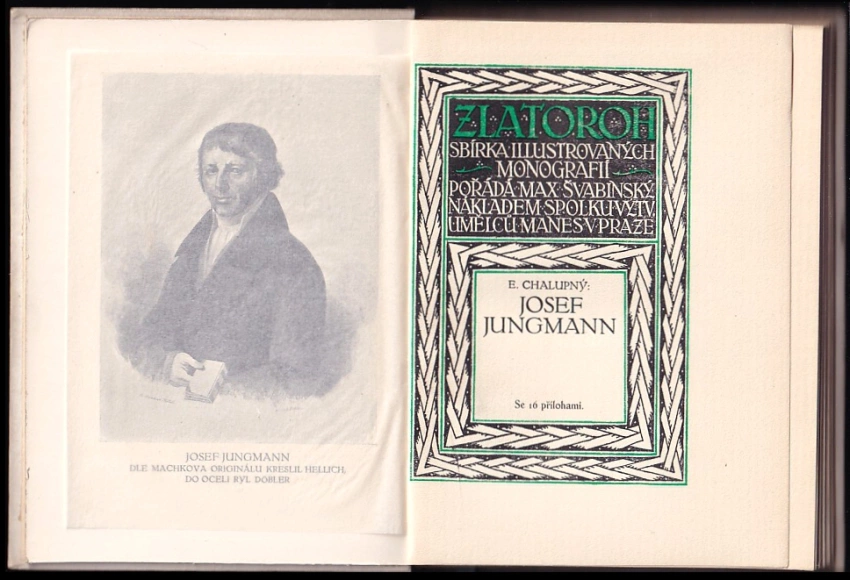 JOSEF JUNGMANN
DLE MACHKOVA ORIGINÁLU KRESLIL HELLICH,
DO OCELI RYL DOBLER
ZLATOROH
SBÍRKA·ILLUSTROVANÝCH
MONOGRAFIÍ
POŘÁDÁ·MAX·ŠVABINSKÝ
NÁKLADEM·SPOLKU·VÝTV.
UMĚLCŮ·MANES·V·PRAZE
E. CHALUPNÝ:
JOSEF
JUNGMANN
Se 16 přílohami.